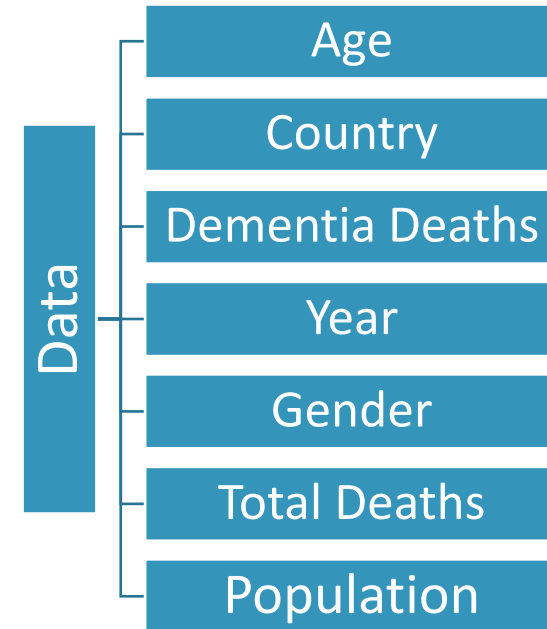 Data
Age
Country
Dementia Deaths
Year
Gender
Total Deaths
Population